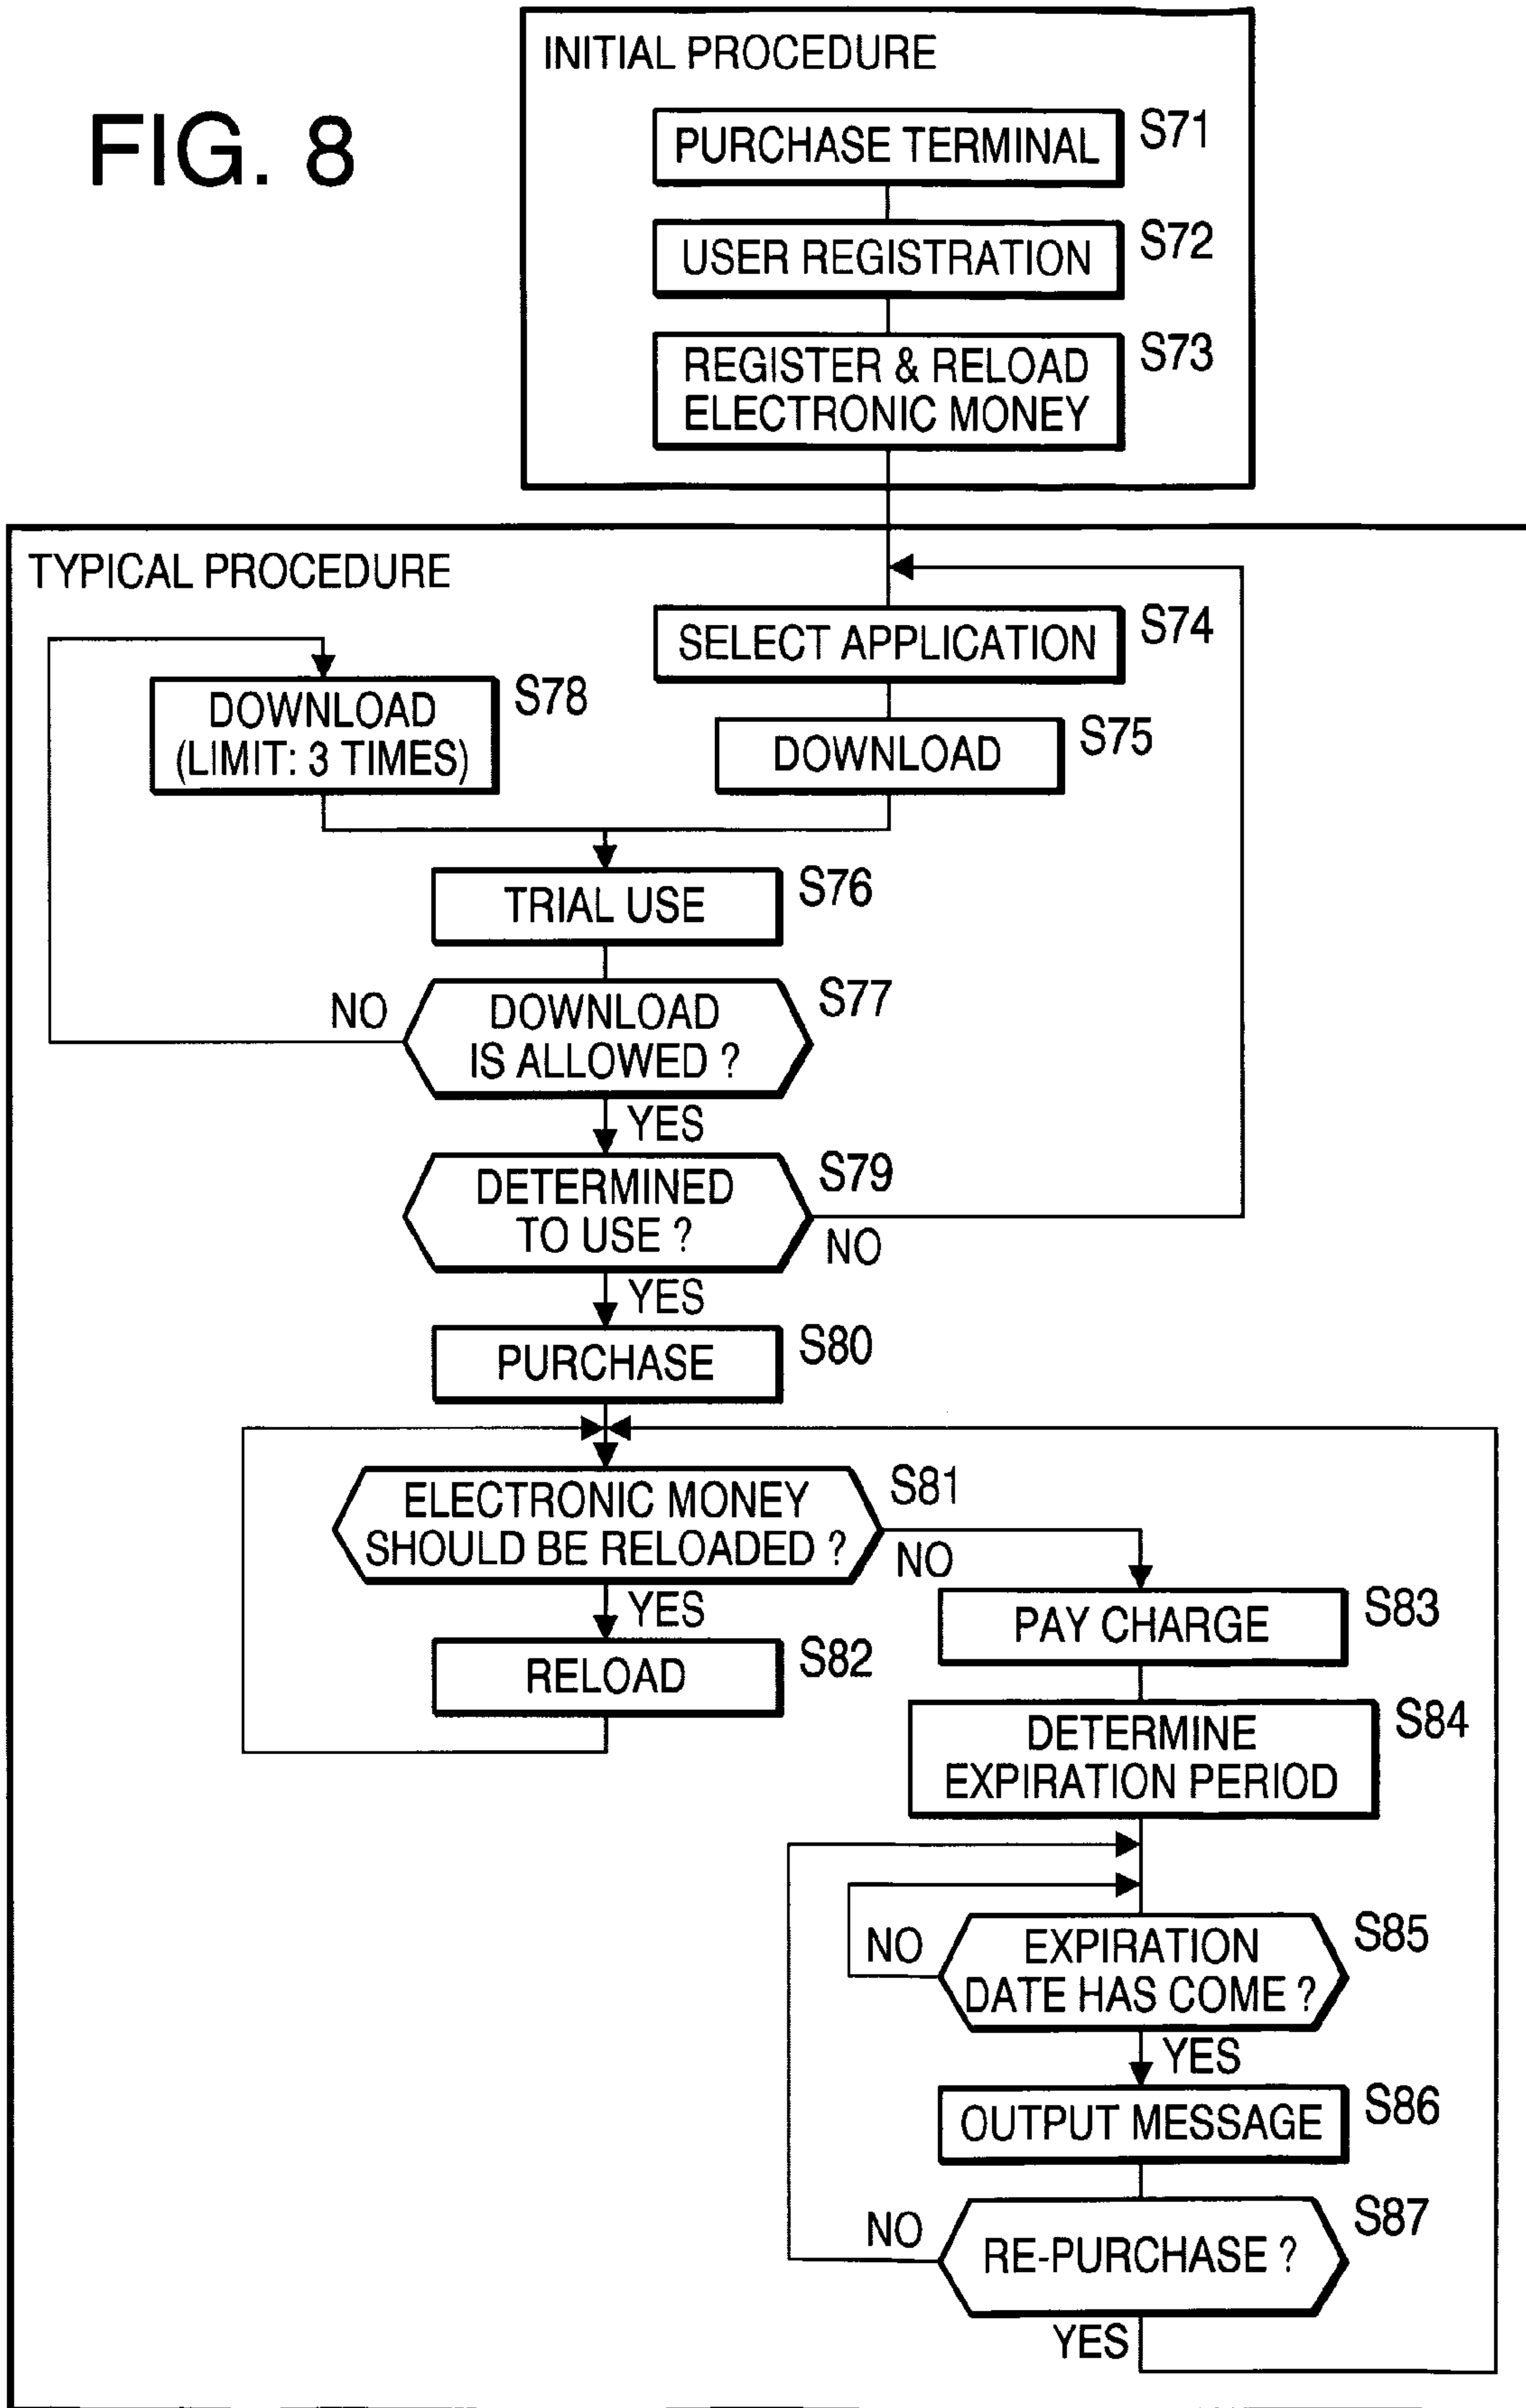 FIG. 8
INITIAL PROCEDURE
PURCHASE TERMINAL
S71
USER REGISTRATION
S72
REGISTER & RELOAD
ELECTRONIC MONEY
S73
TYPICAL PROCEDURE
SELECT APPLICATION
S74
DOWNLOAD
(LIMIT: 3 TIMES)
S78
DOWNLOAD
S75
TRIAL USE
S76
NO
DOWNLOAD
IS ALLOWED ?
S77
YES
DETERMINED
TO USE ?
S79
NO
YES
PURCHASE
S80
ELECTRONIC MONEY
SHOULD BE RELOADED ?
S81
NO
YES
RELOAD
S82
PAY CHARGE
S83
DETERMINE
EXPIRATION PERIOD
S84
NO
EXPIRATION
DATE HAS COME ?
S85
YES
OUTPUT MESSAGE
S86
NO
RE-PURCHASE ?
S87
YES